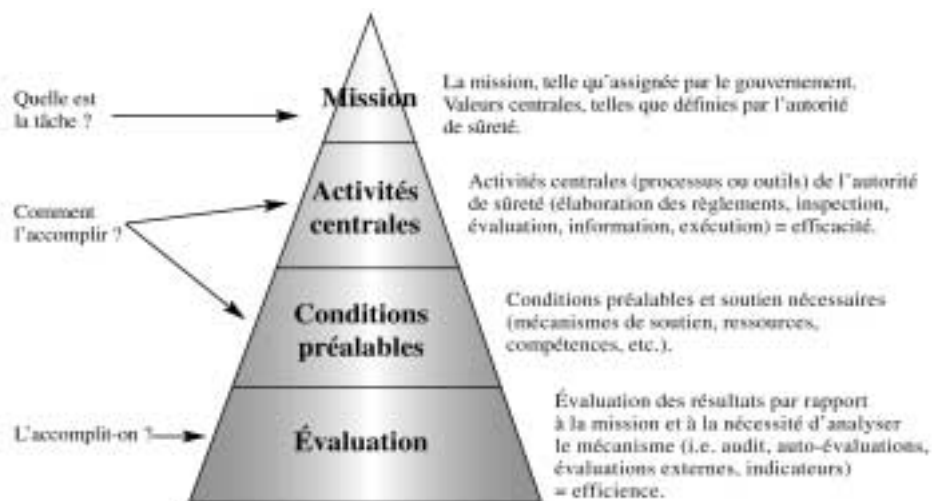 Quelle est
la tâche ?
Mission
La mission, telle qu'assignée par le gouvernement.
Valeurs centrales, telles que définies par l'autorité
de sûreté.
Comment
l'accomplir ?
Activités
centrales
Activités centrales (processus ou outils) de l'autorité
de sûreté (élaboration des règlements, inspection,
évaluation, information, exécution) = efficacité.
Conditions
préalables
Conditions préalables et soutien nécessaires
(mécanismes de soutien, ressources,
compétences, etc.).
L'accomplit-on ?
Évaluation
Évaluation des résultats par rapport
à la mission et à la nécessité d'analyser
le mécanisme (i.e. audit, auto-évaluations,
évaluations externes, indicateurs)
= efficience.